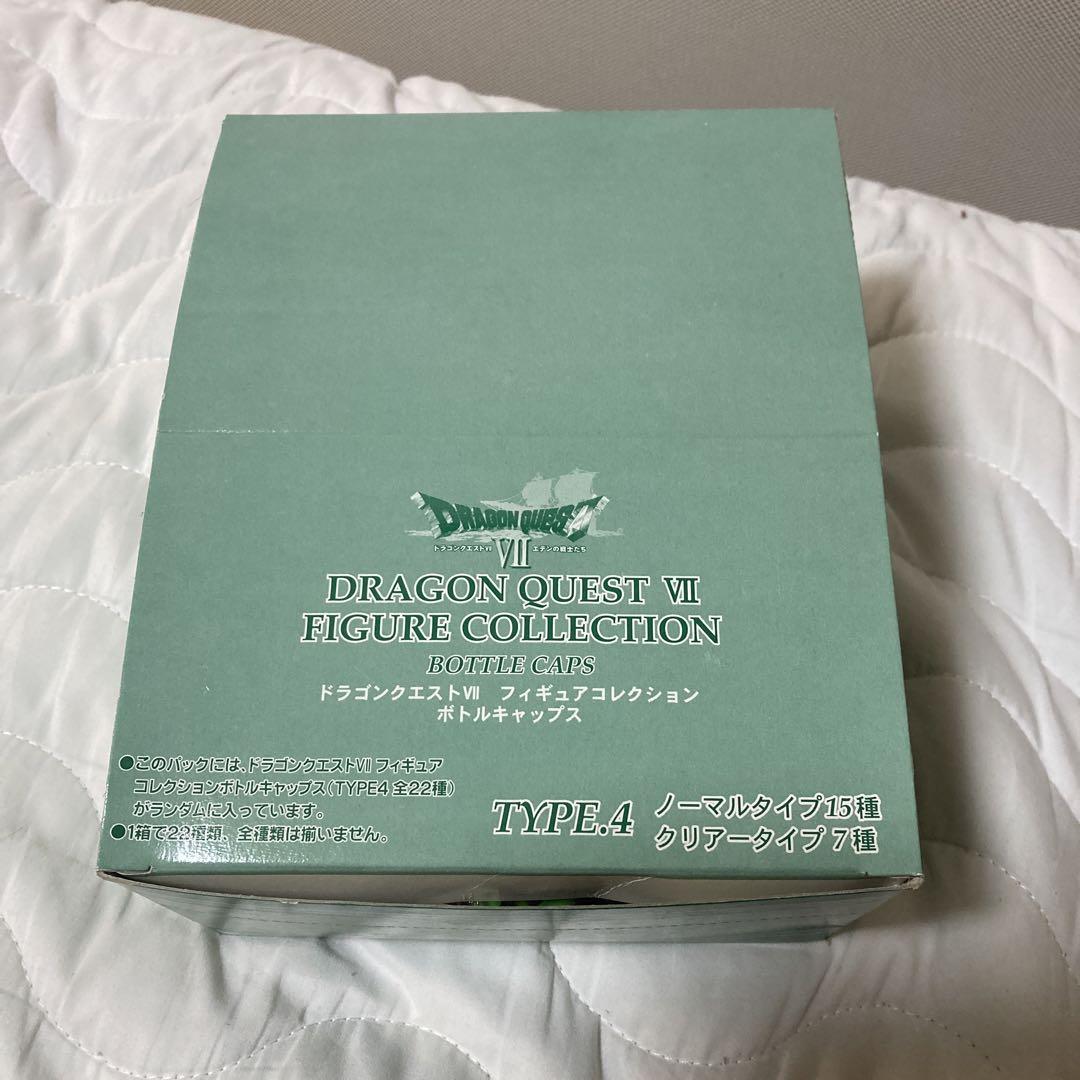 DRAGON QUEST
ドラゴンクエストVII エデンの戦士たち
VII
DRAGON QUEST VII
FIGURE COLLECTION
BOTTLE CAPS
ドラゴンクエストVII フィギュアコレクション
ボトルキャップス
●このパックには、ドラゴンクエストVII フィギュア
コレクションボトルキャップス(TYPE4 全22種)
がランダムに入っています。
●1箱で22種類、全種類は揃いません。
TYPE.4
ノーマルタイプ15種
クリアータイプ7種